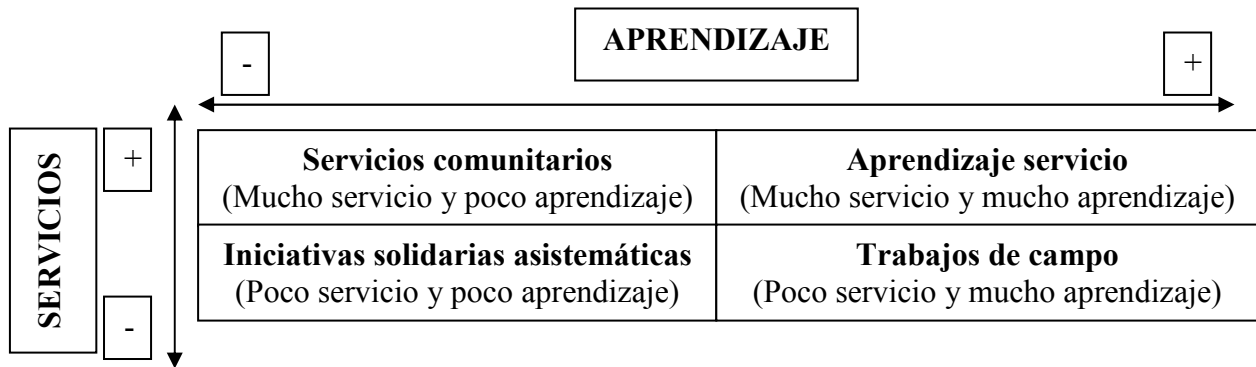 APRENDIZAJE
-
+
SERVICIOS
+
-
Servicios comunitarios
(Mucho servicio y poco aprendizaje)
Aprendizaje servicio
(Mucho servicio y mucho aprendizaje)
Iniciativas solidarias asistemáticas
(Poco servicio y poco aprendizaje)
Trabajos de campo
(Poco servicio y mucho aprendizaje)